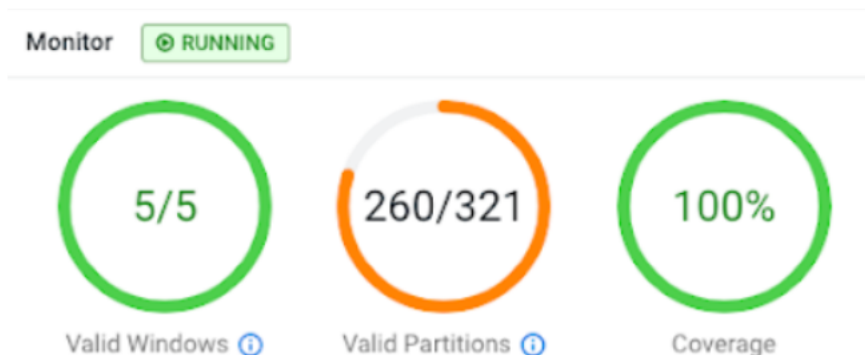 Monitor RUNNING
5/5 260/321 100%
Valid Windows Valid Partitions Coverage